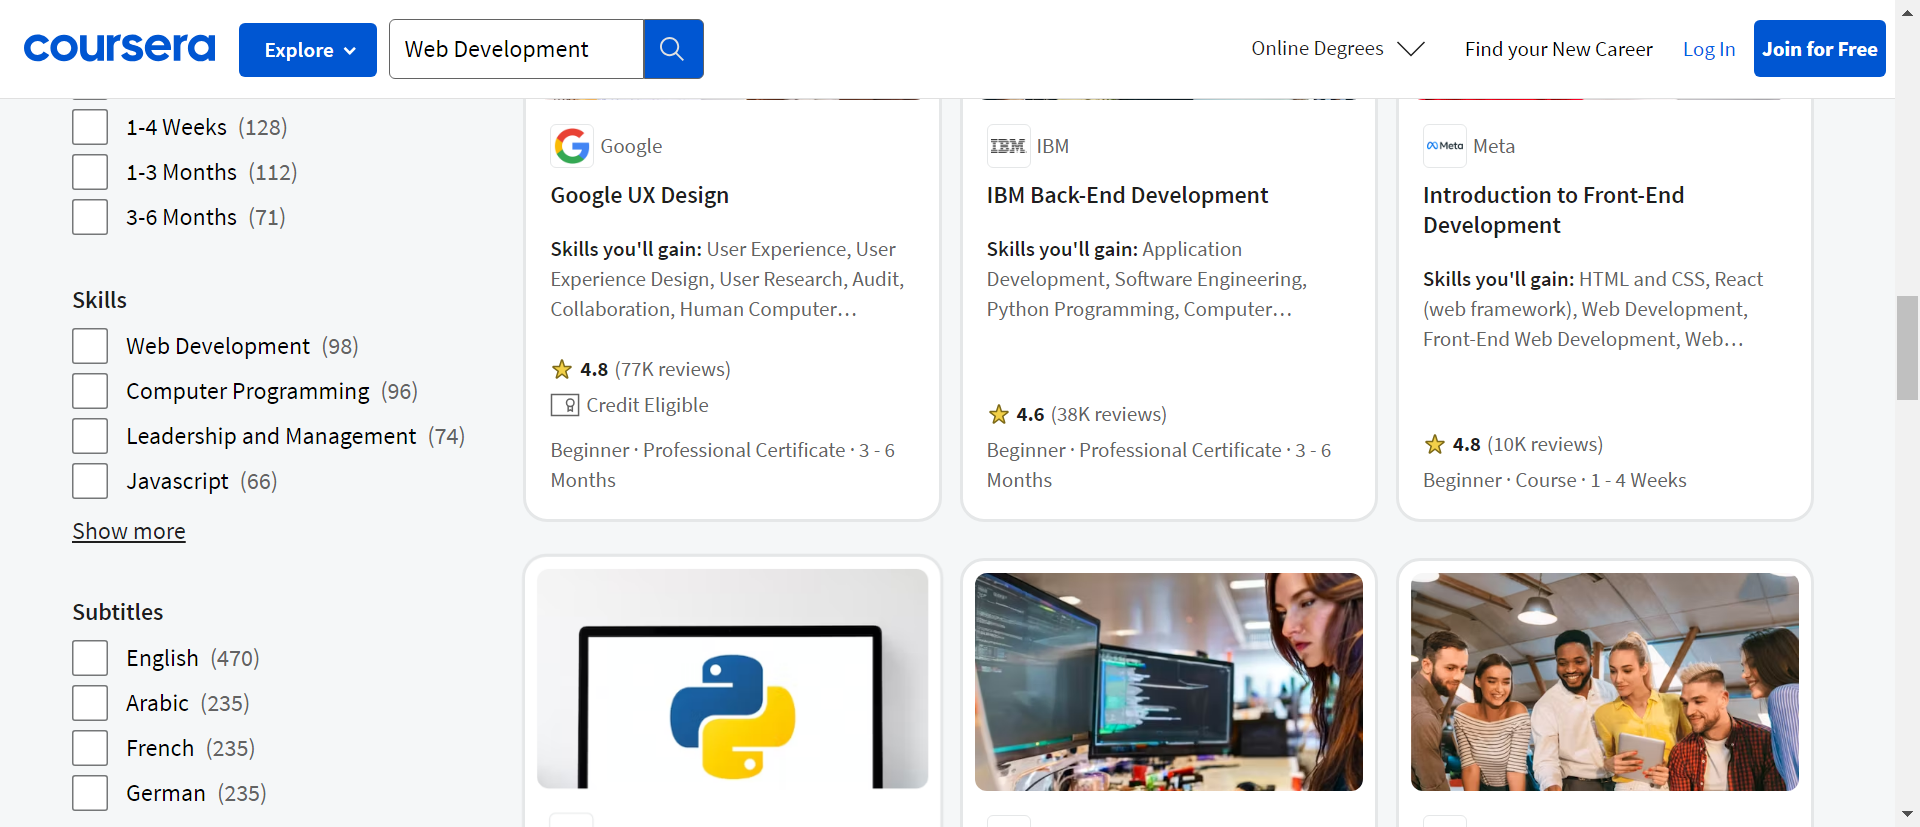 coursera
Explore
Web Development
Online Degrees
Find your New Career
Log In
Join for Free
1-4 Weeks (128)
1-3 Months (112)
3-6 Months (71)
Skills
Web Development (98)
Computer Programming (96)
Leadership and Management (74)
Javascript (66)
Show more
Subtitles
English (470)
Arabic (235)
French (235)
German (235)
Google
Google UX Design
Skills you'll gain: User Experience, User
Experience Design, User Research, Audit,
Collaboration, Human Computer…
4.8 (77K reviews)
Credit Eligible
Beginner · Professional Certificate · 3 - 6
Months
IBM IBM
IBM Back-End Development
Skills you'll gain: Application
Development, Software Engineering,
Python Programming, Computer…
4.6 (38K reviews)
Beginner · Professional Certificate · 3 - 6
Months
Meta Meta
Introduction to Front-End
Development
Skills you'll gain: HTML and CSS, React
(web framework), Web Development,
Front-End Web Development, Web…
4.8 (10K reviews)
Beginner · Course · 1 - 4 Weeks